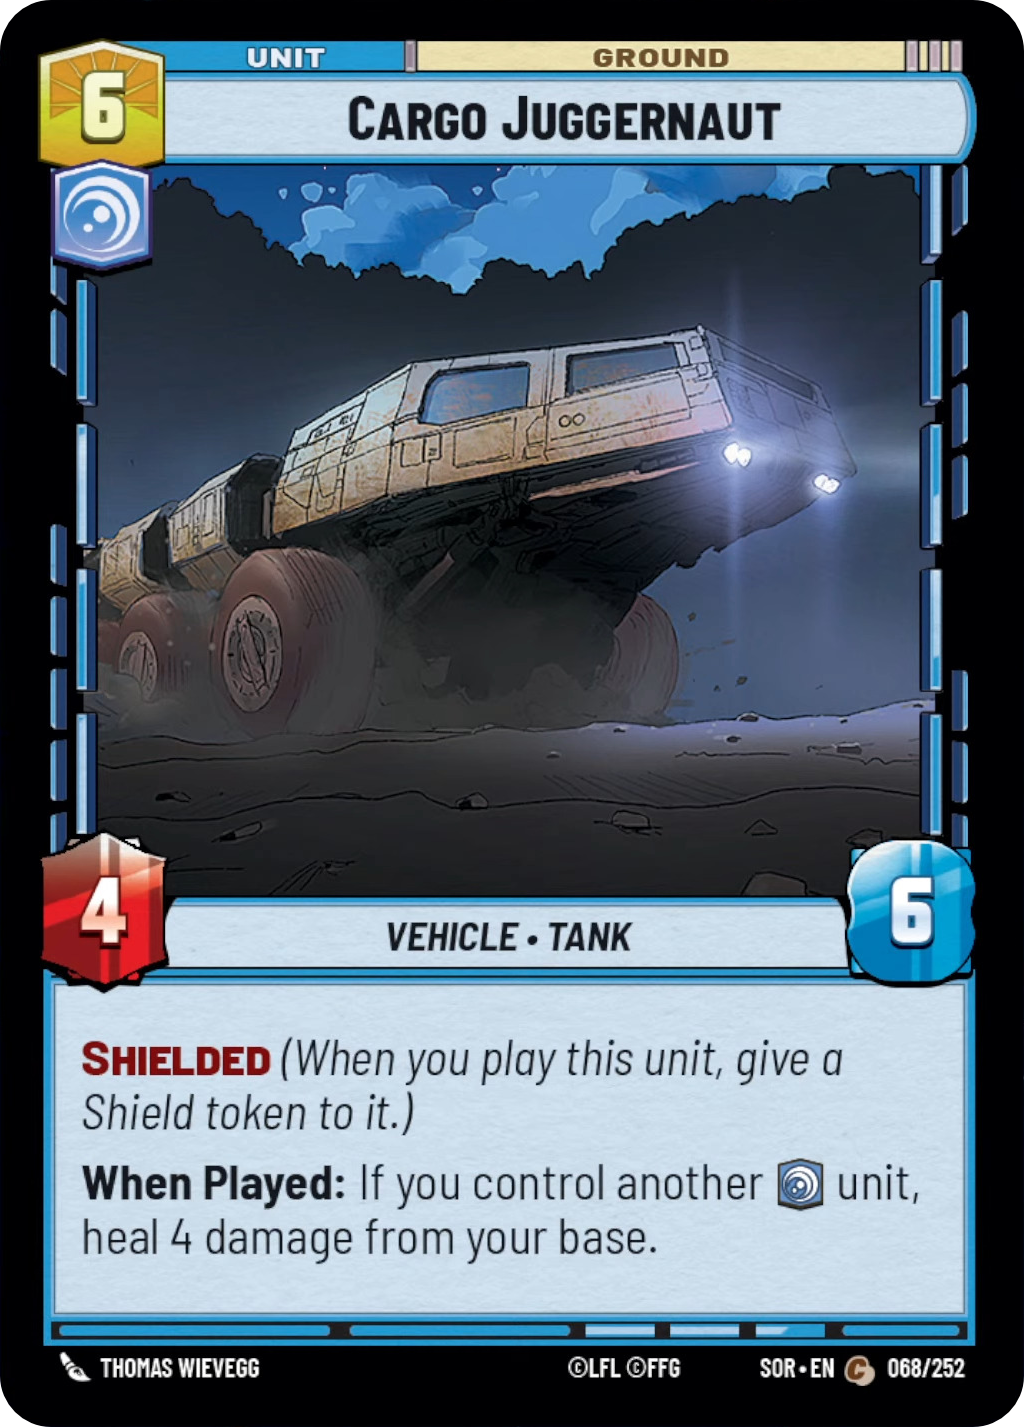 UNIT
GROUND
6
CARGO JUGGERNAUT
4
VEHICLE • TANK
6
SHIELDED (When you play this unit, give a
Shield token to it.)
When Played: If you control another unit,
heal 4 damage from your base.
THOMAS WIEVEGG
©LFL ©FFG
SOR • EN C 068/252